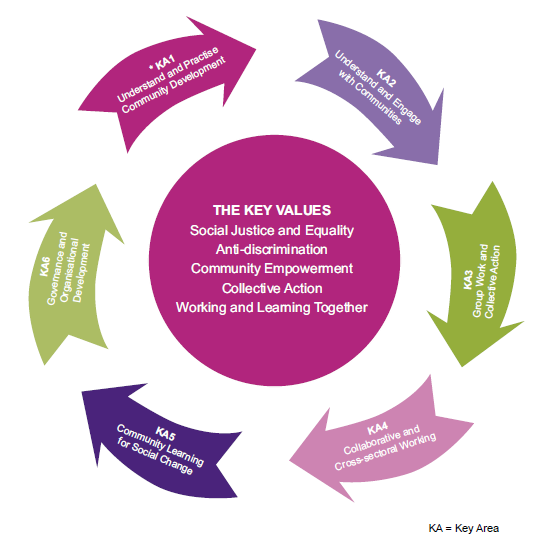 * KA1
Understand and Practise
Community Development
KA2
Understand and Engage
with Communities
KA3
Group Work and
Collective Action
KA4
Collaborative and
Cross-sectoral Working
KA5
Community Learning
for Social Change
KA6
Governance and
Organisational
Development
THE KEY VALUES
Social Justice and Equality
Anti-discrimination
Community Empowerment
Collective Action
Working and Learning Together
KA = Key Area